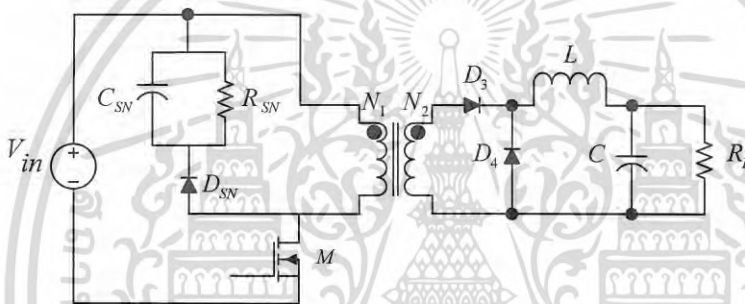 C_SN
R_SN
N_1
N_2
D_3
L
V_in
D_SN
D_4
C
M